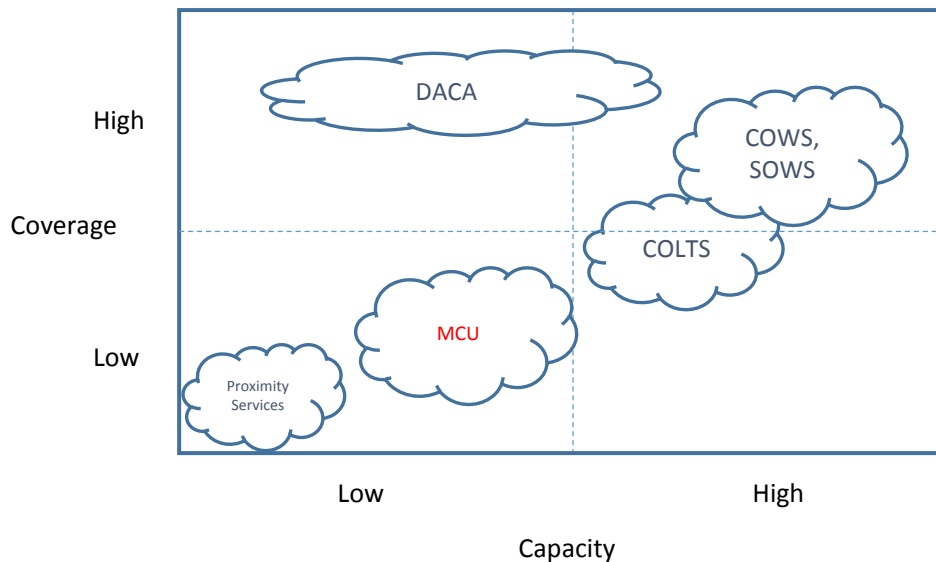 DACA
High
COWS,
SOWS
Coverage
COLTS
MCU
Low
Proximity
Services
Low
High
Capacity